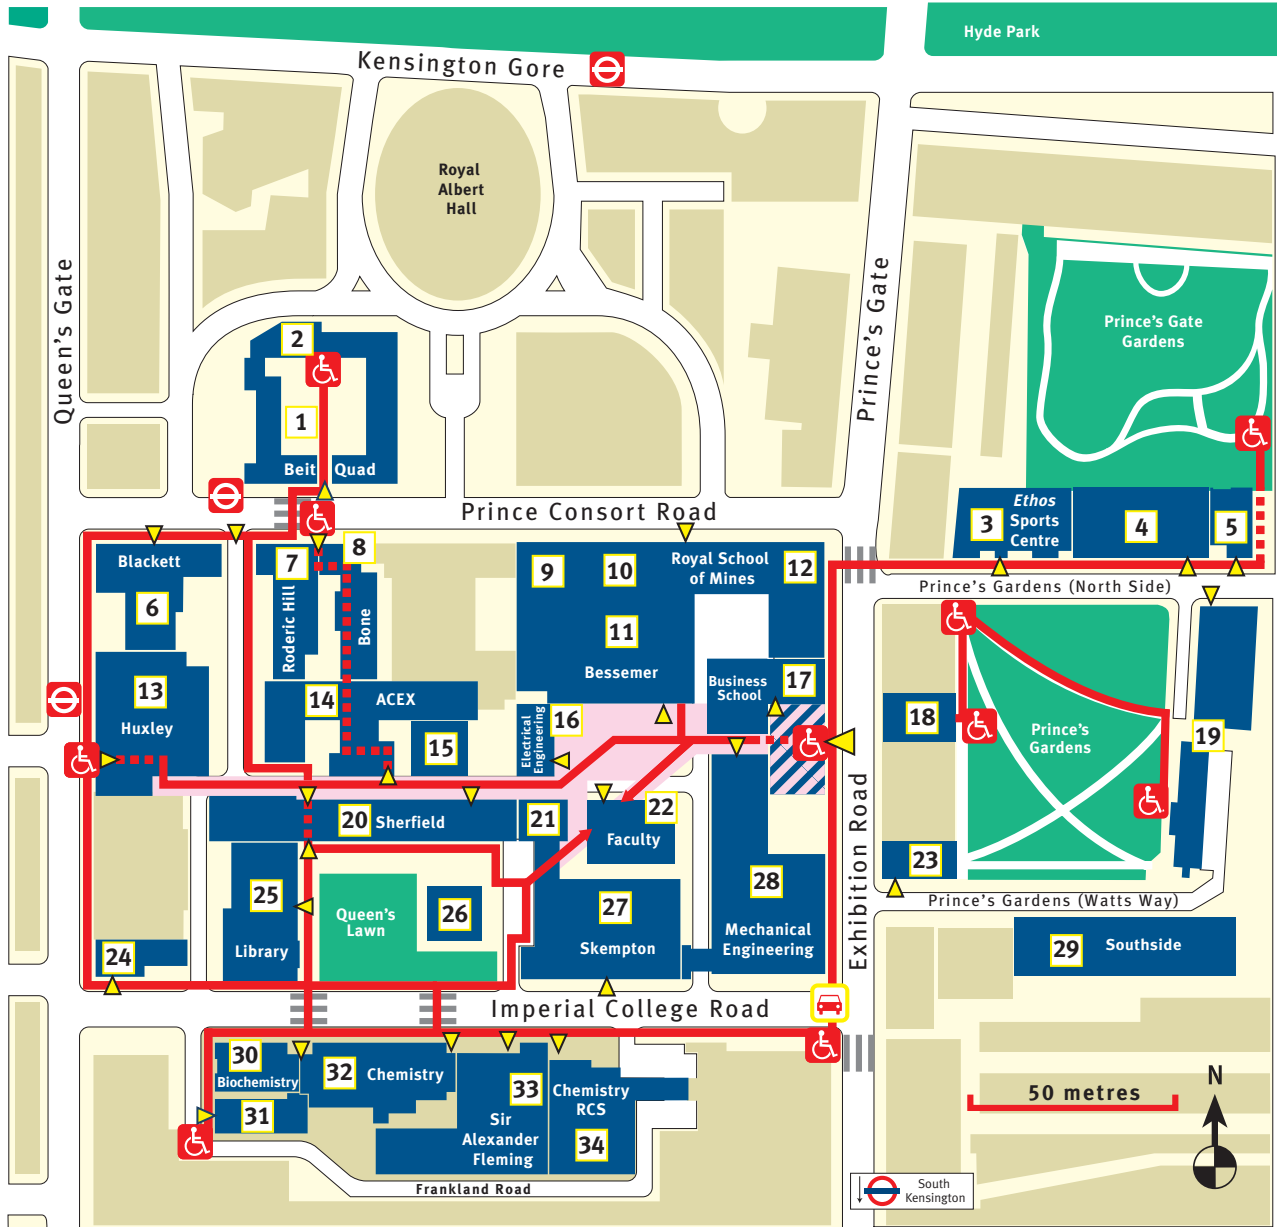 Hyde Park
Kensington Gore
Royal
Albert
Hall
Queen's Gate
Prince's Gate
Prince's Gate
Gardens
2
1
Beit Quad
Prince Consort Road
3
Ethos
Sports
Centre
4
5
Prince's Gardens (North Side)
Blackett
6
7
8
Roderic Hill
Bone
9
10
Royal School
of Mines
12
11
Bessemer
13
Huxley
14
ACEX
15
Electrical
Engineering
16
Business
School
17
18
Prince's
Gardens
19
20
Sherfield
21
22
Faculty
Exhibition Road
23
Prince's Gardens (Watts Way)
24
25
Library
Queen's
Lawn
26
27
Skempton
28
Mechanical
Engineering
29
Southside
Imperial College Road
30
Biochemistry
31
32
Chemistry
33
Sir
Alexander
Fleming
Chemistry
RCS
34
Frankland Road
50 metres
N
South
Kensington